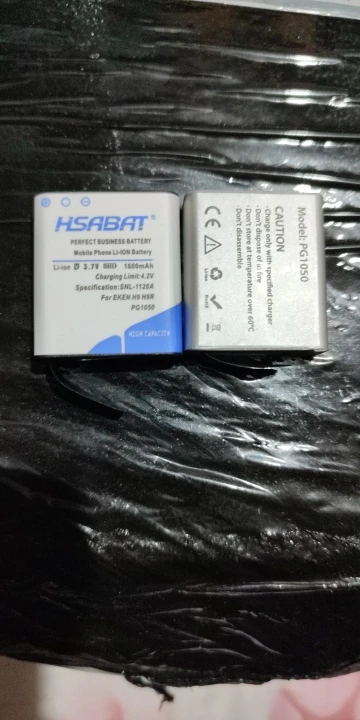 HSABAT®
PERFECT BUSINESS BATTERY
Mobile Phone Li-ION Battery
Li-ion 3.7V 1600mAh
Charging Limit:4.2V
Specification:SNL-1120A
For EKEN H9 H9R
PG1050
HIGH CAPACITY
Model: PG1050
CAUTION
-Charge only with specified charger
-Don't dispose of in fire
-Don't store at temperature over 60°C
-Don't disassemble
CE